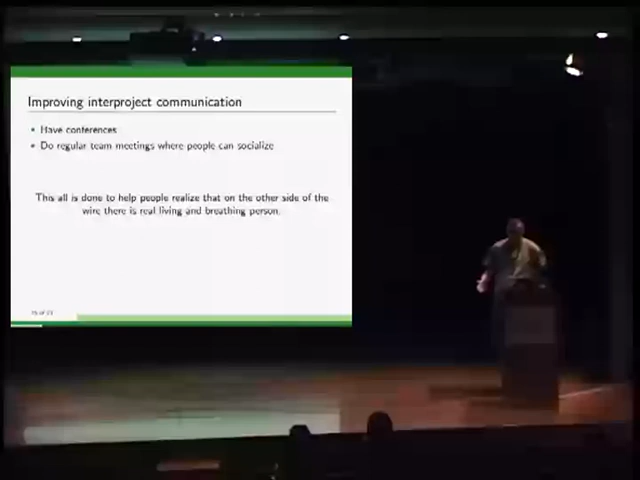 Improving interproject communication
Have conferences
Do regular team meetings where people can socialize
This all is done to help people realize that on the other side of the
wire there is real living and breathing person.